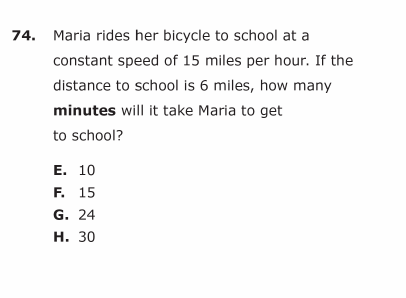 74. Maria rides her bicycle to school at a
constant speed of 15 miles per hour. If the
distance to school is 6 miles, how many
minutes will it take Maria to get
to school?
E. 10
F. 15
G. 24
H. 30